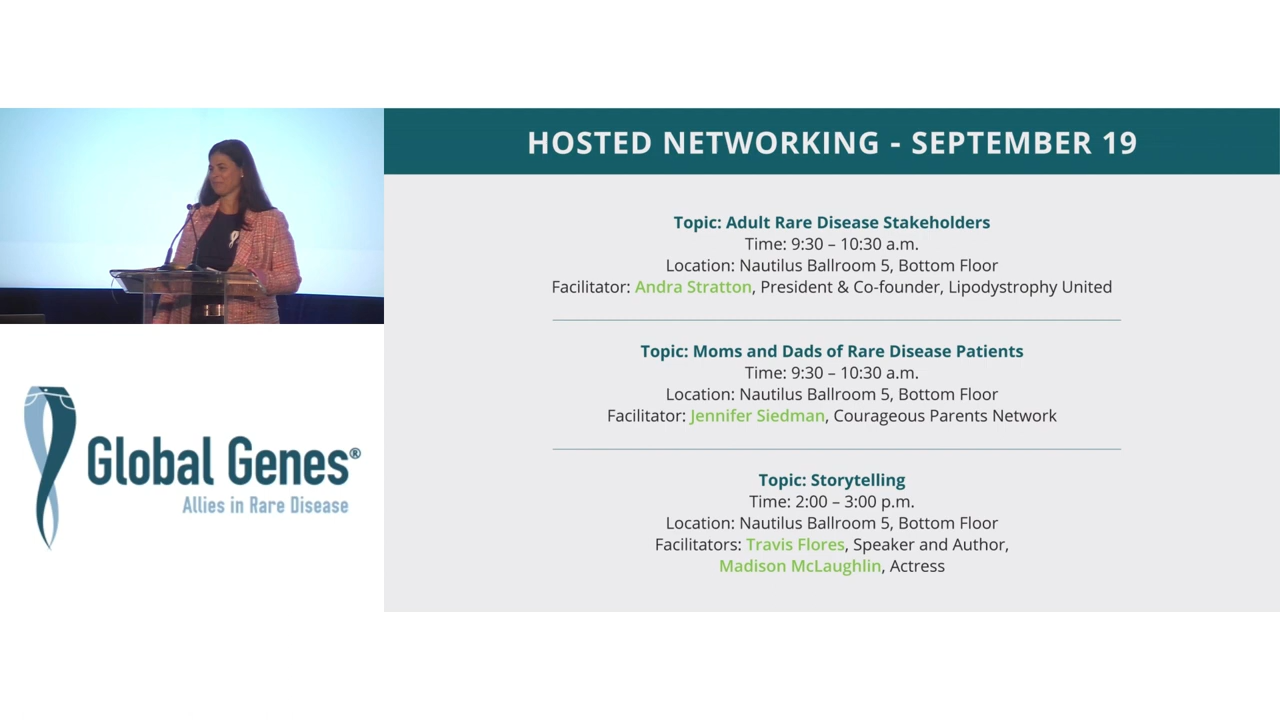 HOSTED NETWORKING - SEPTEMBER 19
Topic: Adult Rare Disease Stakeholders
Time: 9:30 – 10:30 a.m.
Location: Nautilus Ballroom 5, Bottom Floor
Facilitator: Andra Stratton, President & Co-founder, Lipodystrophy United
Topic: Moms and Dads of Rare Disease Patients
Time: 9:30 – 10:30 a.m.
Location: Nautilus Ballroom 5, Bottom Floor
Facilitator: Jennifer Siedman, Courageous Parents Network
Topic: Storytelling
Time: 2:00 – 3:00 p.m.
Location: Nautilus Ballroom 5, Bottom Floor
Facilitators: Travis Flores, Speaker and Author,
Madison McLaughlin, Actress
Global Genes®
Allies in Rare Disease